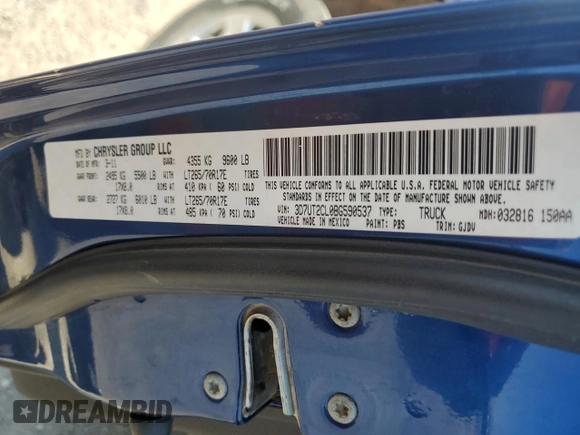 MFD BY CHRYSLER GROUP LLC
DATE OF MFR: 3-11 GVWR: 4355 KG 9600 LB
GAWR FRONT: 2495 KG 5500 LB WITH LT265/70R17E TIRES
17X8.0 RIMS AT 410 KPA ( 60 PSI) COLD
GAWR REAR: 2727 KG 6010 LB WITH LT265/70R17E TIRES
17X8.0 RIMS AT 485 KPA ( 70 PSI) COLD
THIS VEHICLE CONFORMS TO ALL APPLICABLE U.S.A. FEDERAL MOTOR VEHICLE SAFETY
STANDARDS IN EFFECT ON THE DATE OF MANUFACTURE SHOWN ABOVE.
VIN: 3D7UT2CL0BG590537 TYPE: TRUCK MDH: 032816 150AA
VEHICLE MADE IN MEXICO PAINT: PBS TRIM: GJDV
DREAMBID